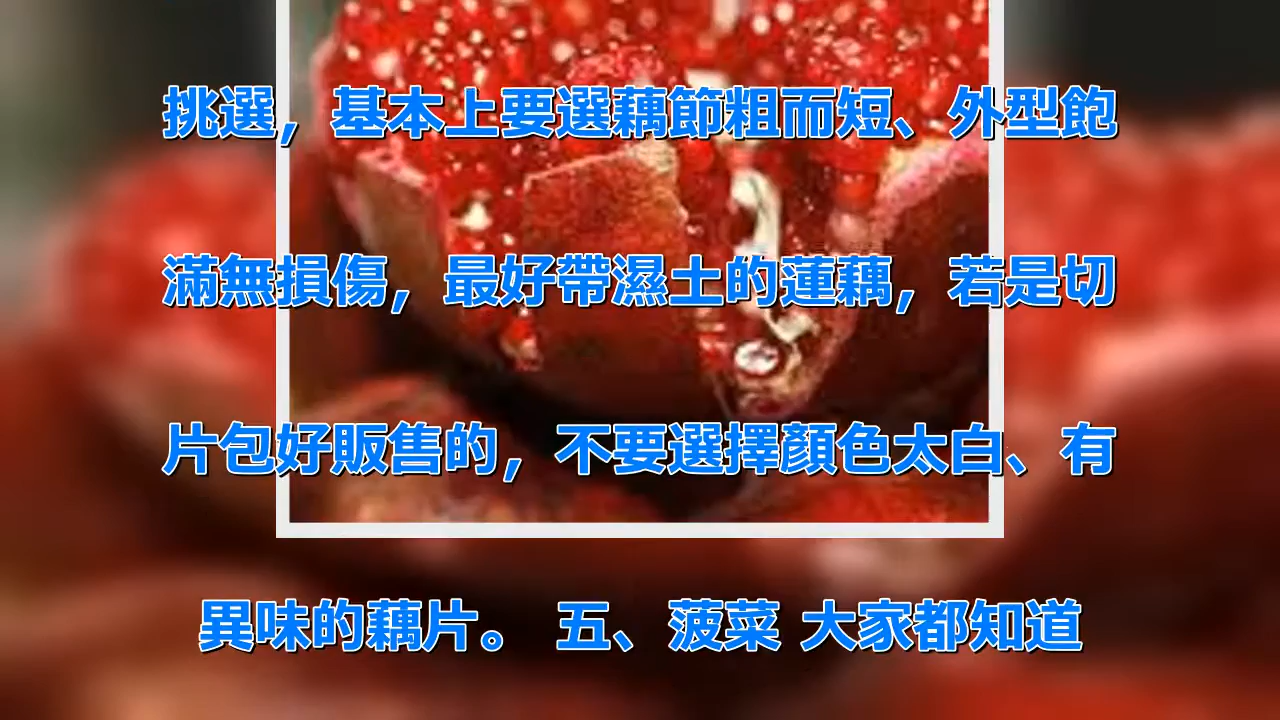 挑選，基本上要選藕節粗而短、外型飽
滿無損傷，最好帶濕土的蓮藕，若是切
片包好販售的，不要選擇顏色太白、有
異味的藕片。 五、菠菜 大家都知道